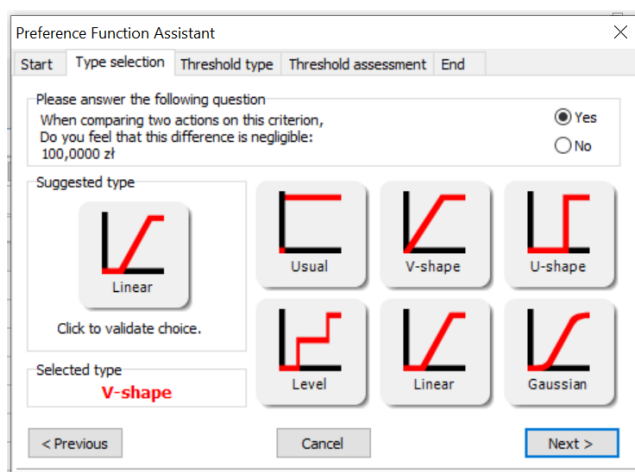 Preference Function Assistant
Start Type selection Threshold type Threshold assessment End
Please answer the following question
When comparing two actions on this criterion,
Do you feel that this difference is negligible:
100,0000 zł
Yes
No
Suggested type
Linear
Click to validate choice.
Selected type
V-shape
Usual V-shape U-shape
Level Linear Gaussian
< Previous Cancel Next >